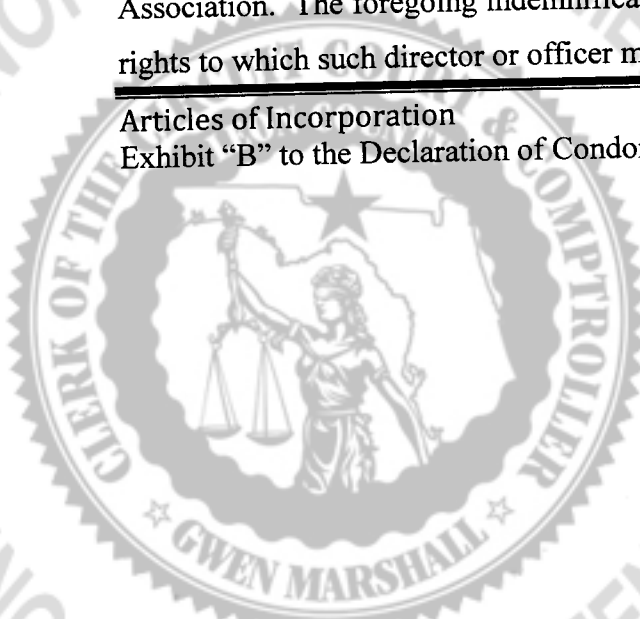 Association. The foregoing indemnifica
rights to which such director or officer m
Articles of Incorporation
Exhibit “B” to the Declaration of Condo
CLERK OF THE
COURT &
COMPTROLLER
GWEN MARSHALL